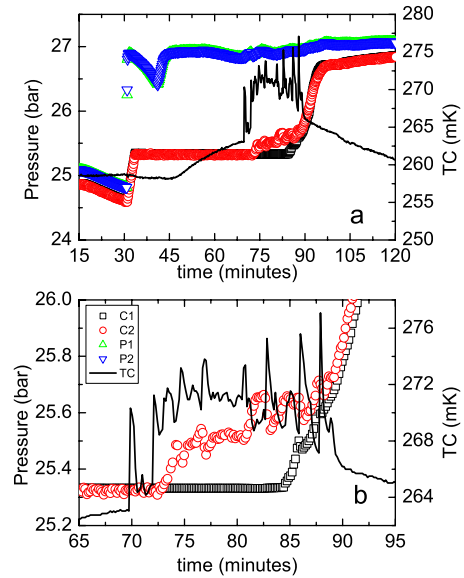 27
26
25
24
Pressure (bar)
280
275
270
265
260
255
250
TC (mK)
a
15 30 45 60 75 90 105 120
time (minutes)
26.0
25.8
25.6
25.4
25.2
Pressure (bar)
C1
C2
P1
P2
TC
276
272
268
264
TC (mK)
b
65 70 75 80 85 90 95
time (minutes)